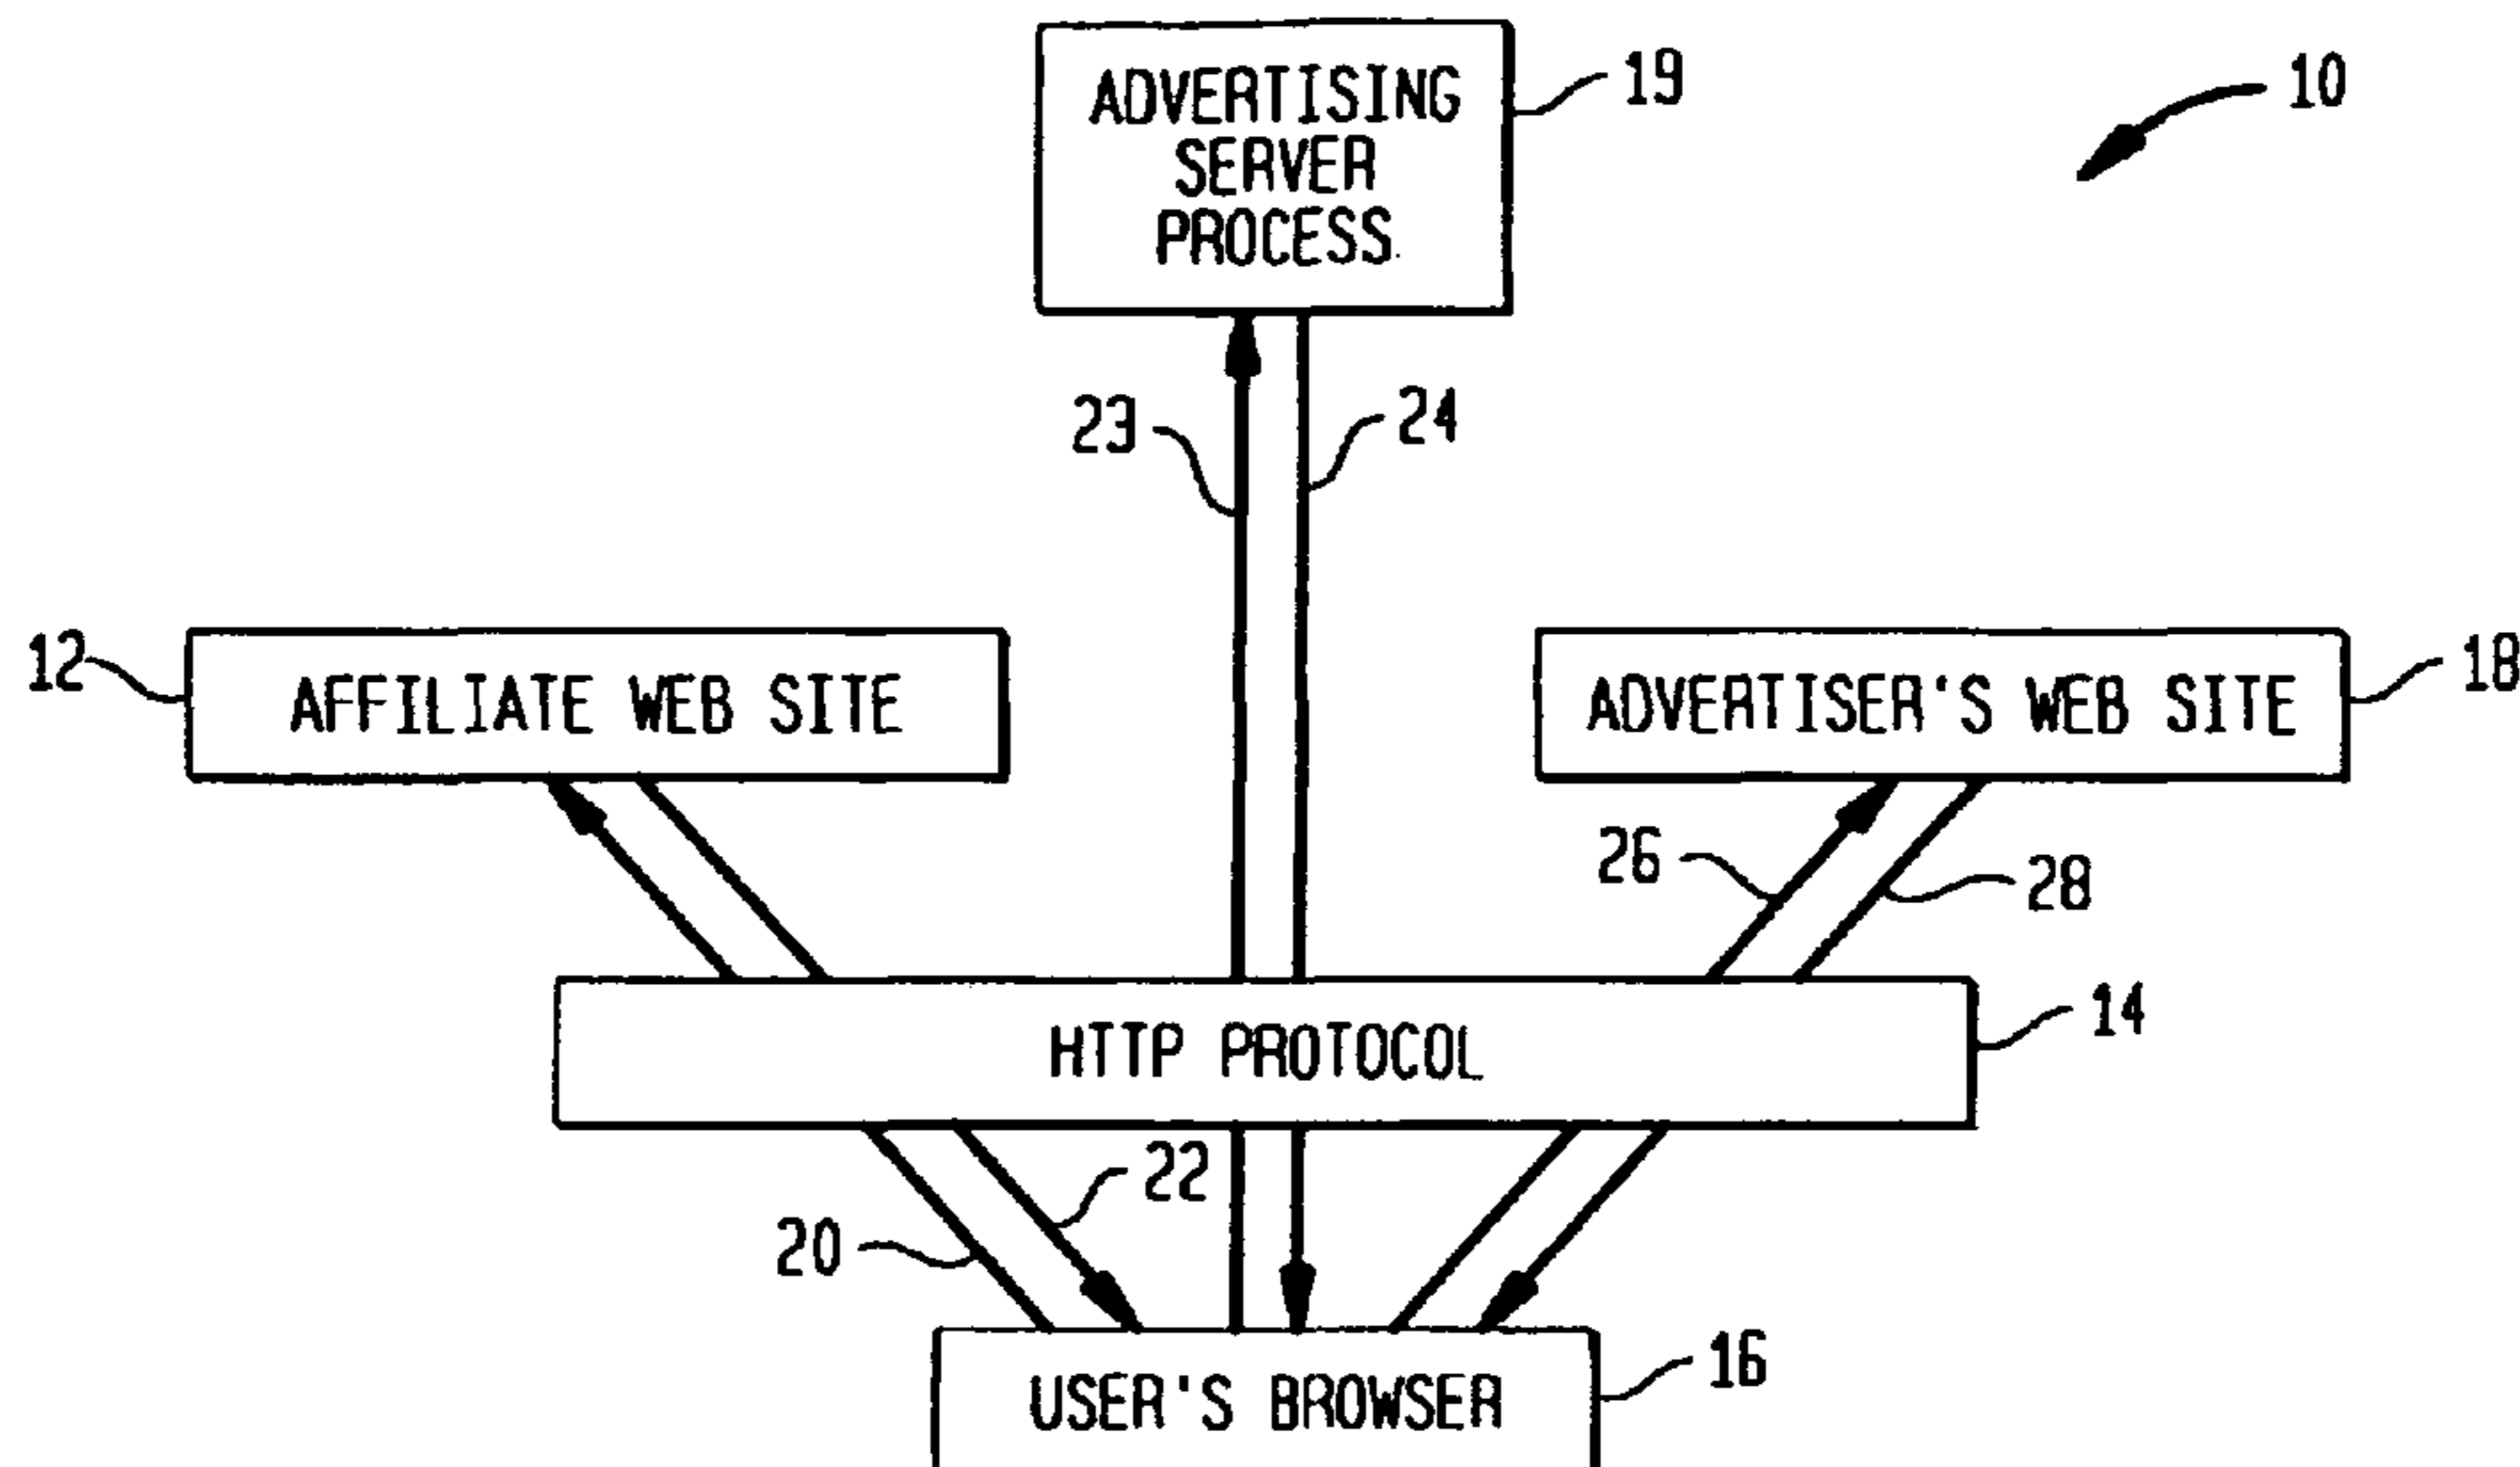 ADVERTISING
SERVER
PROCESS
19
10
23
24
12
AFFILIATE WEB SITE
ADVERTISER'S WEB SITE
18
26
28
HTTP PROTOCOL
14
22
20
USER'S BROWSER
16